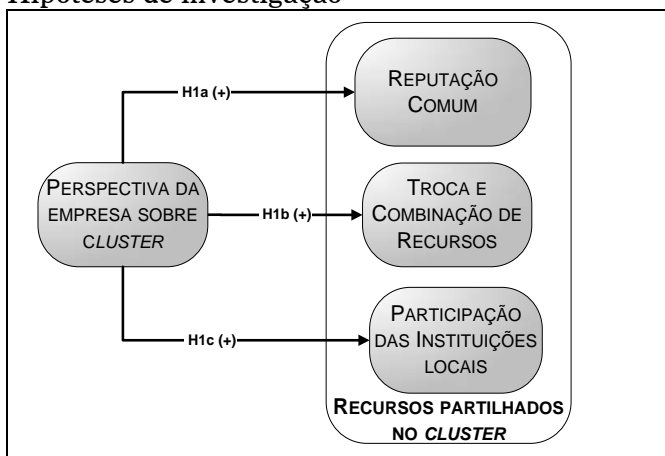 Hipóteses de investigação
H1a (+)
REPUTAÇÃO
COMUM
PERSPECTIVA DA
EMPRESA SOBRE
CLUSTER
H1b (+)
TROCA E
COMBINAÇÃO DE
RECURSOS
H1c (+)
PARTICIPAÇÃO
DAS INSTITUIÇÕES
LOCAIS
RECURSOS PARTILHADOS
NO CLUSTER